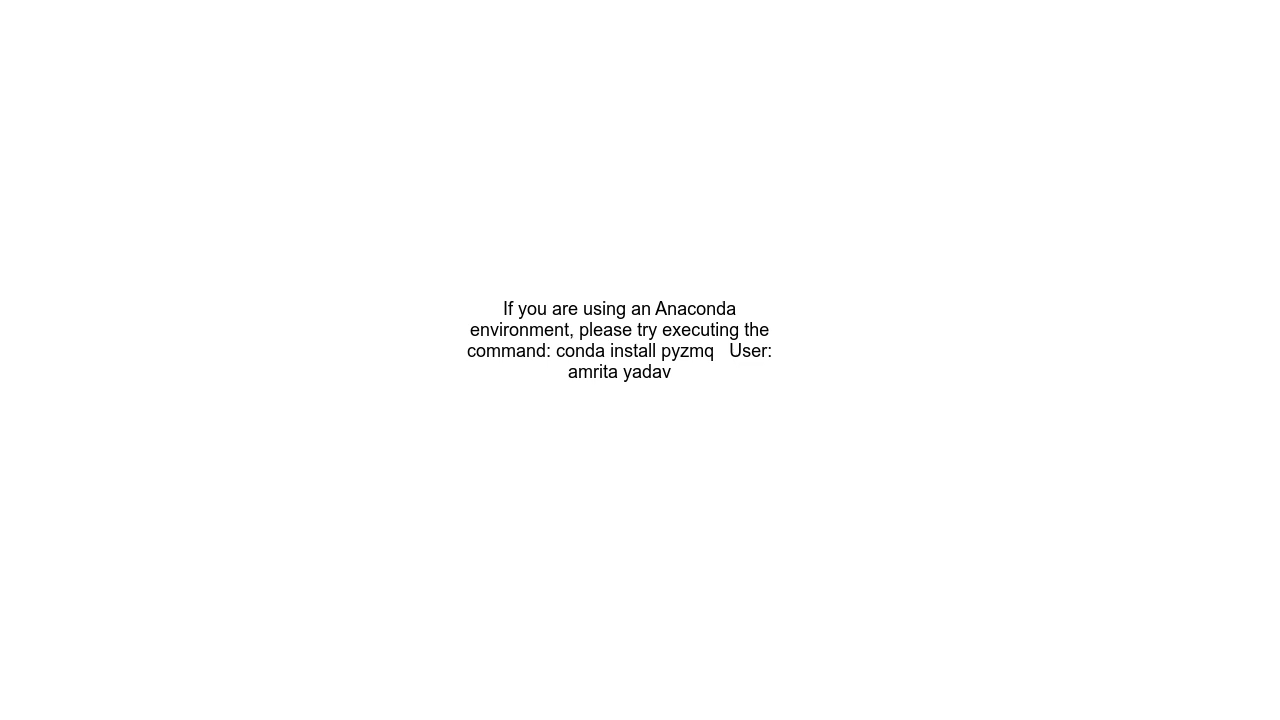 If you are using an Anaconda
environment, please try executing the
command: conda install pyzmq   User:
amrita yadav